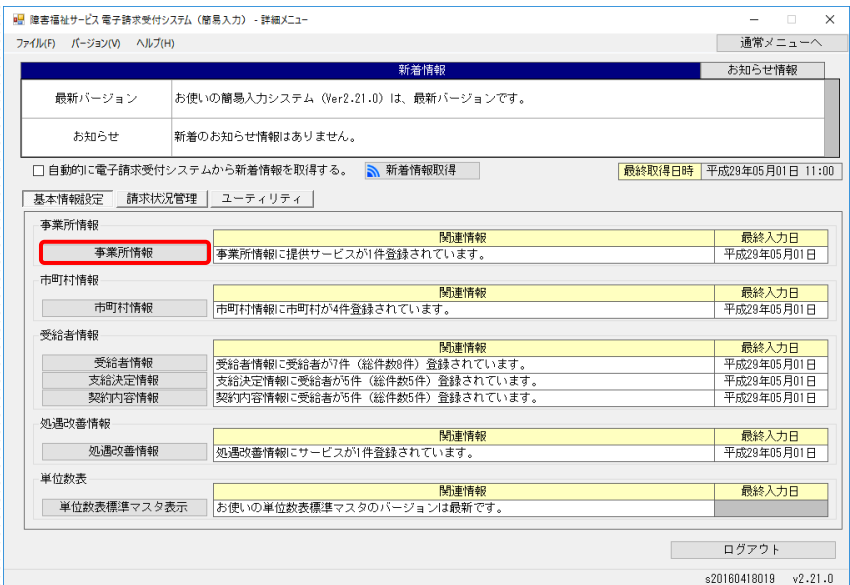 障害福祉サービス 電子請求受付システム（簡易入力） - 詳細メニュー
ファイル(F) バージョン(V) ヘルプ(H) 通常メニューへ
新着情報 お知らせ情報
最新バージョン お使いの簡易入力システム（Ver2.21.0）は、最新バージョンです。
お知らせ 新着のお知らせ情報はありません。
自動的に電子請求受付システムから新着情報を取得する。 新着情報取得 最終取得日時 平成29年05月01日 11:00
基本情報設定 請求状況管理 ユーティリティ
事業所情報
関連情報 最終入力日
事業所情報 事業所情報に提供サービスが1件登録されています。 平成29年05月01日
市町村情報
関連情報 最終入力日
市町村情報 市町村情報に市町村が4件登録されています。 平成29年05月01日
受給者情報
関連情報 最終入力日
受給者情報 受給者情報に受給者が7件（総件数8件）登録されています。 平成29年05月01日
支給決定情報 支給決定情報に受給者が5件（総件数5件）登録されています。 平成29年05月01日
契約内容情報 契約内容情報に受給者が5件（総件数5件）登録されています。 平成29年05月01日
処遇改善情報
関連情報 最終入力日
処遇改善情報 処遇改善情報にサービスが1件登録されています。 平成29年05月01日
単位数表
関連情報 最終入力日
単位数表標準マスタ表示 お使いの単位数表標準マスタのバージョンは最新です。
ログアウト
s20160418019 v2.21.0